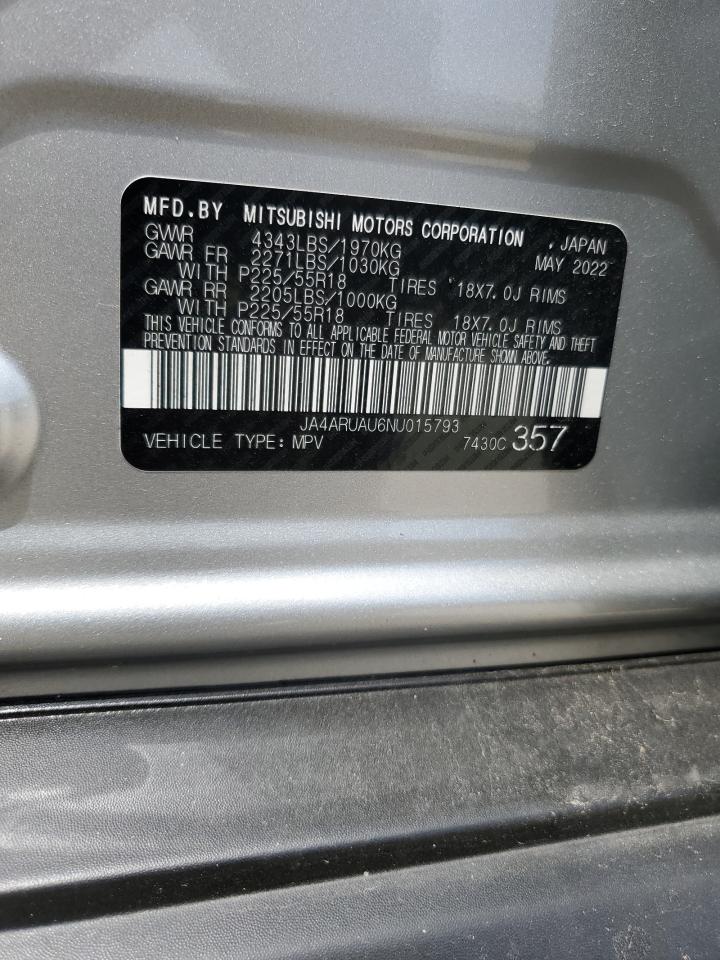 MFD.BY MITSUBISHI MOTORS CORPORATION , JAPAN
GVWR 4343LBS/1970KG MAY 2022
GAWR FR 2271LBS/1030KG
WITH P225/55R18 TIRES 18X7.0J RIMS
GAWR RR 2205LBS/1000KG
WITH P225/55R18 TIRES 18X7.0J RIMS
THIS VEHICLE CONFORMS TO ALL APPLICABLE FEDERAL MOTOR VEHICLE SAFETY AND THEFT
PREVENTION STANDARDS IN EFFECT ON THE DATE OF MANUFACTURE SHOWN ABOVE.
JA4ARUAU6NU015793
VEHICLE TYPE: MPV 7430C 357